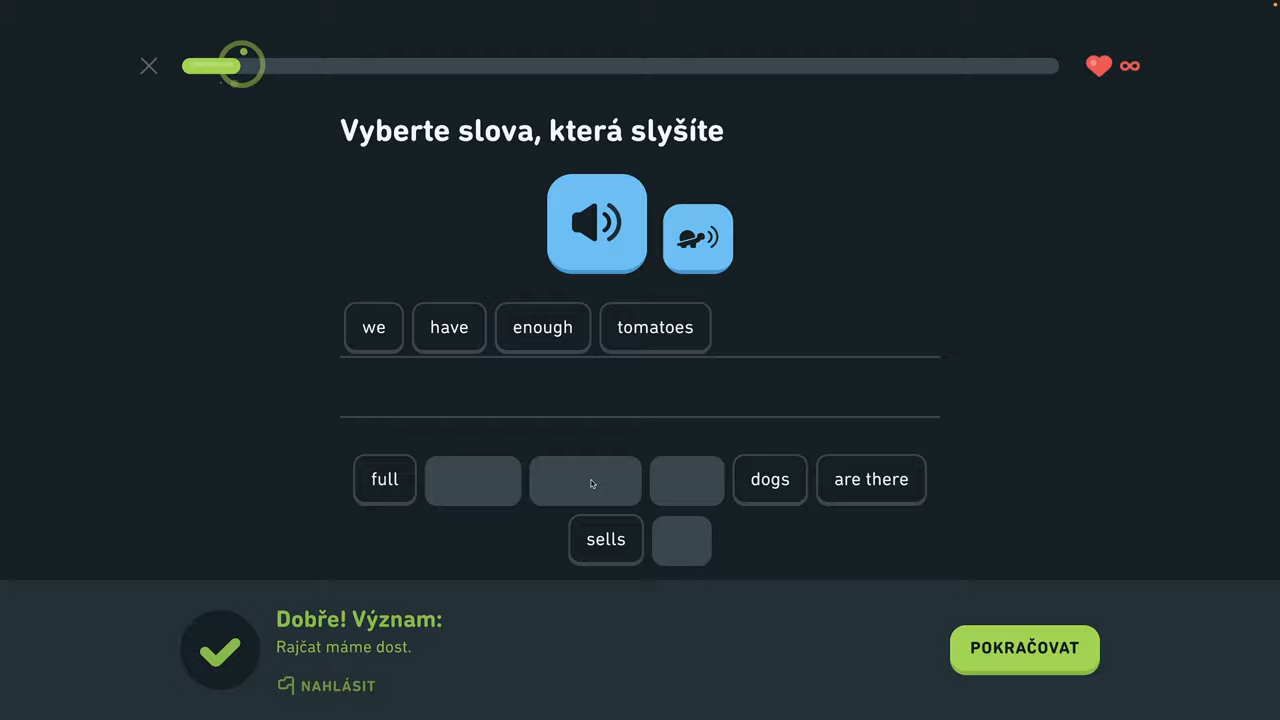 Vyberte slova, která slyšíte
we have enough tomatoes
full dogs are there
sells
Dobře! Význam:
Rajčat máme dost.
NAHLÁSIT
POKRAČOVAT